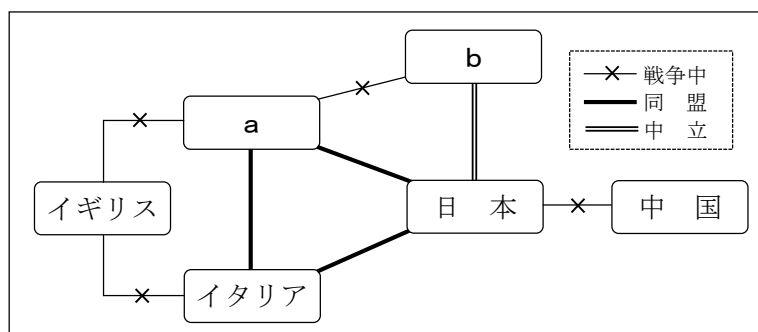 b
戦争中
同　盟
中　立
a
イギリス
日　本
中　国
イタリア